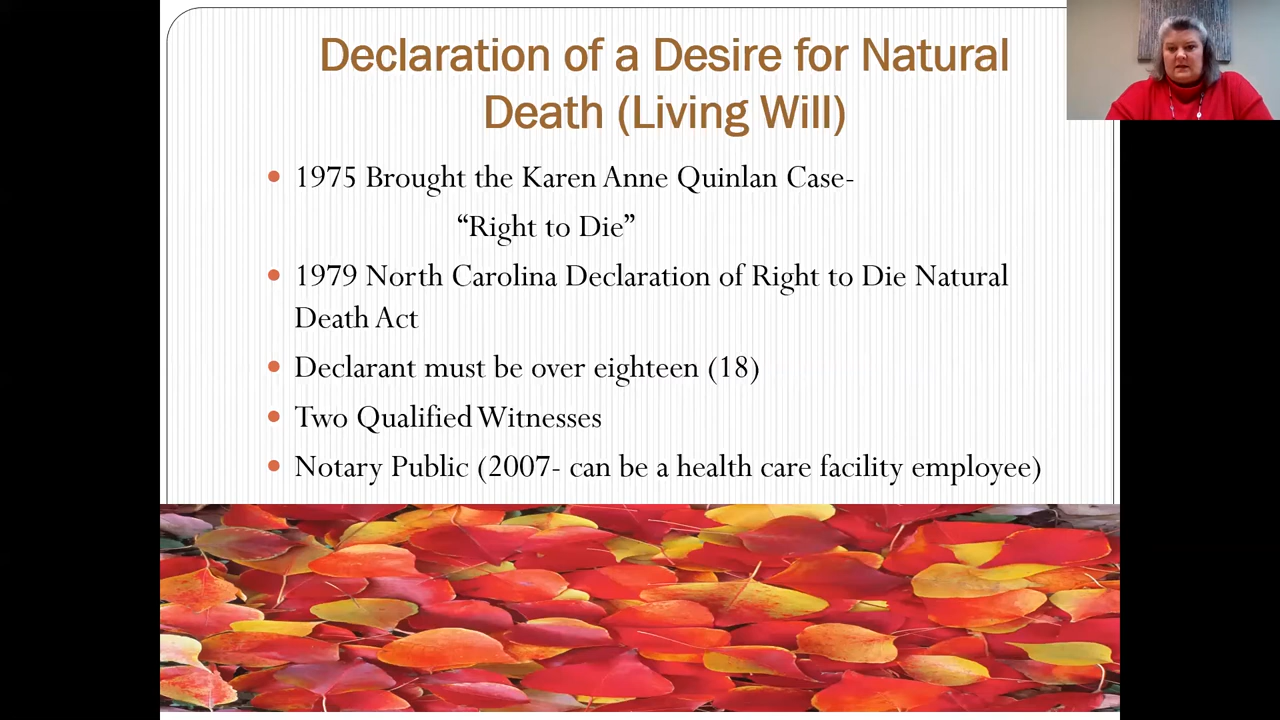 Declaration of a Desire for Natural
Death (Living Will)
• 1975 Brought the Karen Anne Quinlan Case-
“Right to Die”
• 1979 North Carolina Declaration of Right to Die Natural
Death Act
• Declarant must be over eighteen (18)
• Two Qualified Witnesses
• Notary Public (2007- can be a health care facility employee)